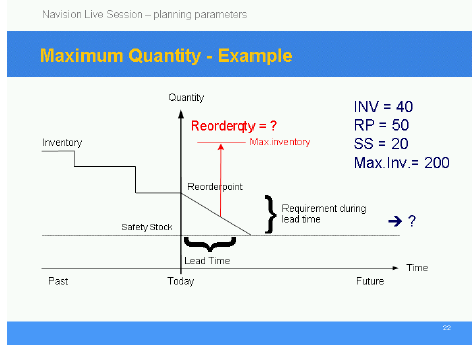 Navision Live Session – planning parameters
Maximum Quantity - Example
Quantity
INV = 40
RP = 50
SS = 20
Max.Inv.= 200
Reorderqty = ?
Inventory
Max.inventory
Reorderpoint
Requirement during
lead time
➔ ?
Safety Stock
Lead Time
Time
Past
Today
Future
22